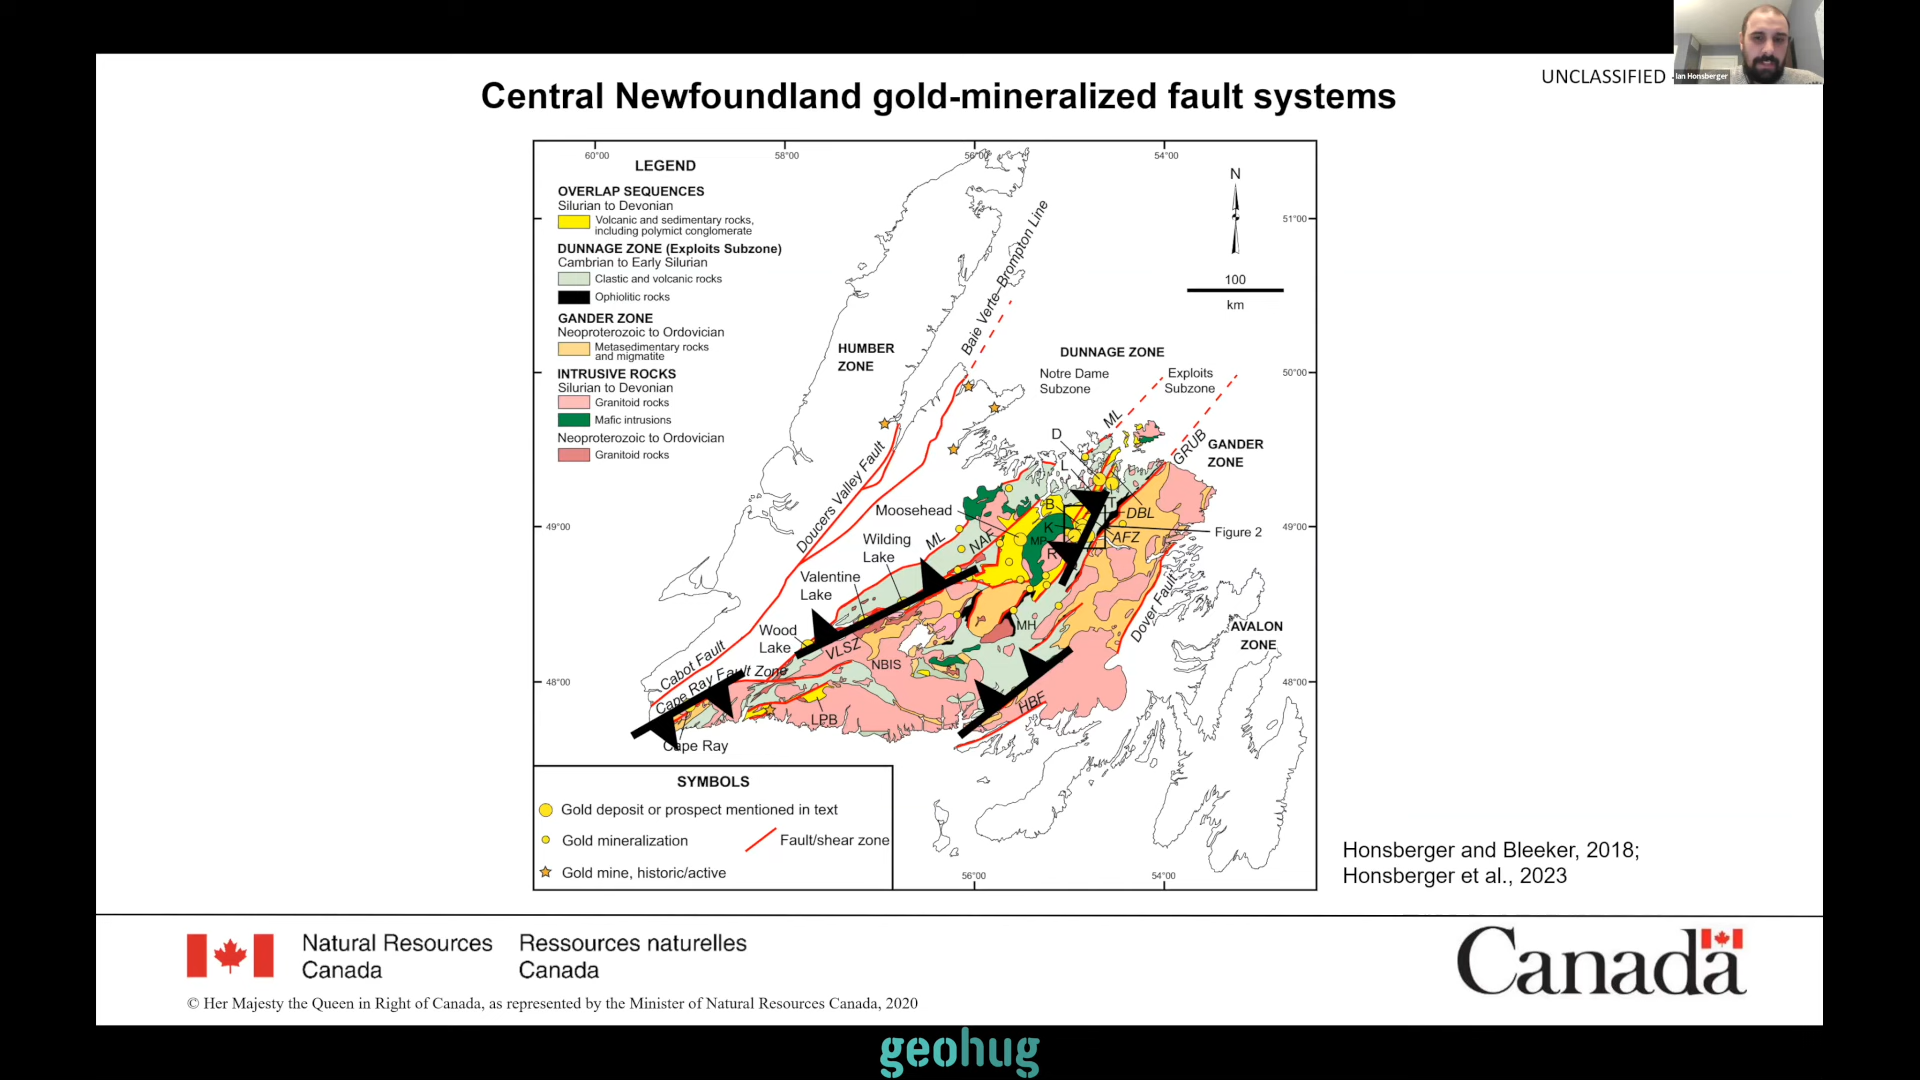 UNCLASSIFIED -
Ian Honsberger
Central Newfoundland gold-mineralized fault systems
60°00
58°00
56°00
54°00
LEGEND
OVERLAP SEQUENCES
Silurian to Devonian
Volcanic and sedimentary rocks,
including polymict conglomerate
DUNNAGE ZONE (Exploits Subzone)
Cambrian to Early Silurian
Clastic and volcanic rocks
Ophiolitic rocks
GANDER ZONE
Neoproterozoic to Ordovician
Metasedimentary rocks
and migmatite
INTRUSIVE ROCKS
Silurian to Devonian
Granitoid rocks
Mafic intrusions
Neoproterozoic to Ordovician
Granitoid rocks
N
100
km
51°00
50°00
49°00
48°00
49°00
48°00
Baie Verte-Brompton Line
HUMBER
ZONE
DUNNAGE ZONE
Notre Dame
Subzone
Exploits
Subzone
ML
D
L
GRUB
GANDER
ZONE
Doucers Valley Fault
Moosehead
B
T
DBL
K
MP
R
AFZ
Figure 2
ML
NAF
Wilding
Lake
Valentine
Lake
Dover Fault
AVALON
ZONE
Wood
Lake
MH
VLSZ
NBIS
Cabot Fault
Cape Ray Fault Zone
HBF
LPB
Cape Ray
SYMBOLS
Gold deposit or prospect mentioned in text
Gold mineralization
Fault/shear zone
Gold mine, historic/active
56°00
54°00
Honsberger and Bleeker, 2018;
Honsberger et al., 2023
Natural Resources
Canada
Ressources naturelles
Canada
Canada
© Her Majesty the Queen in Right of Canada, as represented by the Minister of Natural Resources Canada, 2020
geohug